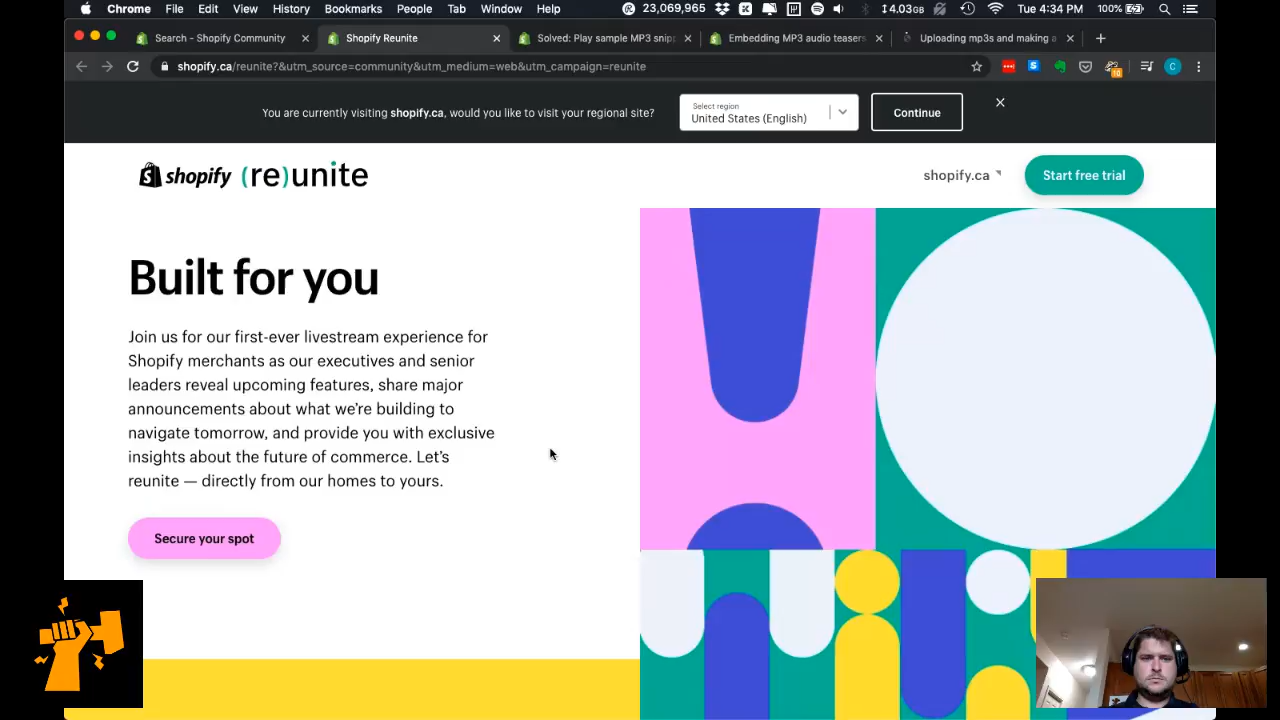 Chrome File Edit View History Bookmarks People Tab Window Help 23,069,965 4.03GB Tue 4:34 PM 100%
Search - Shopify Community Shopify Reunite Solved: Play sample MP3 snipp Embedding MP3 audio teasers Uploading mp3s and making a
shopify.ca/reunite?&utm_source=community&utm_medium=web&utm_campaign=reunite 10 C
You are currently visiting shopify.ca, would you like to visit your regional site?
Select region
United States (English)
Continue
shopify (re)unite
shopify.ca
Start free trial
Built for you
Join us for our first-ever livestream experience for
Shopify merchants as our executives and senior
leaders reveal upcoming features, share major
announcements about what we’re building to
navigate tomorrow, and provide you with exclusive
insights about the future of commerce. Let’s
reunite — directly from our homes to yours.
Secure your spot